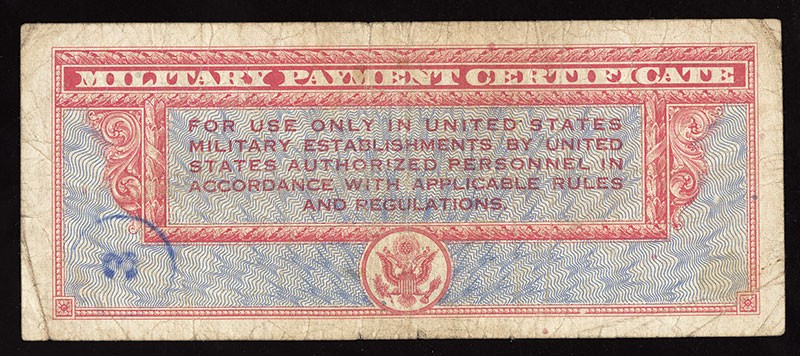 MILITARY PAYMENT CERTIFICATE
FOR USE ONLY IN UNITED STATES
MILITARY ESTABLISHMENTS BY UNITED
STATES AUTHORIZED PERSONNEL IN
ACCORDANCE WITH APPLICABLE RULES
AND REGULATIONS.
3